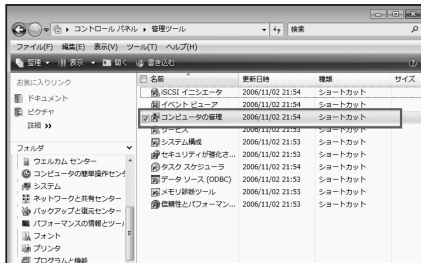 コントロール パネル ▸ 管理ツール
検索
ファイル(F) 編集(E) 表示(V) ツール(T) ヘルプ(H)
整理 表示 開く 書き込む
お気に入りリンク
ドキュメント
ピクチャ
詳細 »
フォルダ
ウェルカム センター
コンピュータの簡単操作センタ
システム
ネットワークと共有センター
バックアップと復元センター
パフォーマンスの情報とツール
フォント
プリンタ
プログラムと機能
名前 更新日時 種類 サイズ
iSCSI イニシエータ 2006/11/02 21:54 ショートカット
イベント ビューア 2006/11/02 21:54 ショートカット
コンピュータの管理 2006/11/02 21:54 ショートカット
サービス 2006/11/02 21:53 ショートカット
システム構成 2006/11/02 21:53 ショートカット
セキュリティが強化さ... 2006/11/02 21:53 ショートカット
タスク スケジューラ 2006/11/02 21:54 ショートカット
データ ソース (ODBC) 2006/11/02 21:53 ショートカット
メモリ診断ツール 2006/11/02 21:53 ショートカット
信頼性とパフォーマン... 2006/11/02 21:53 ショートカット